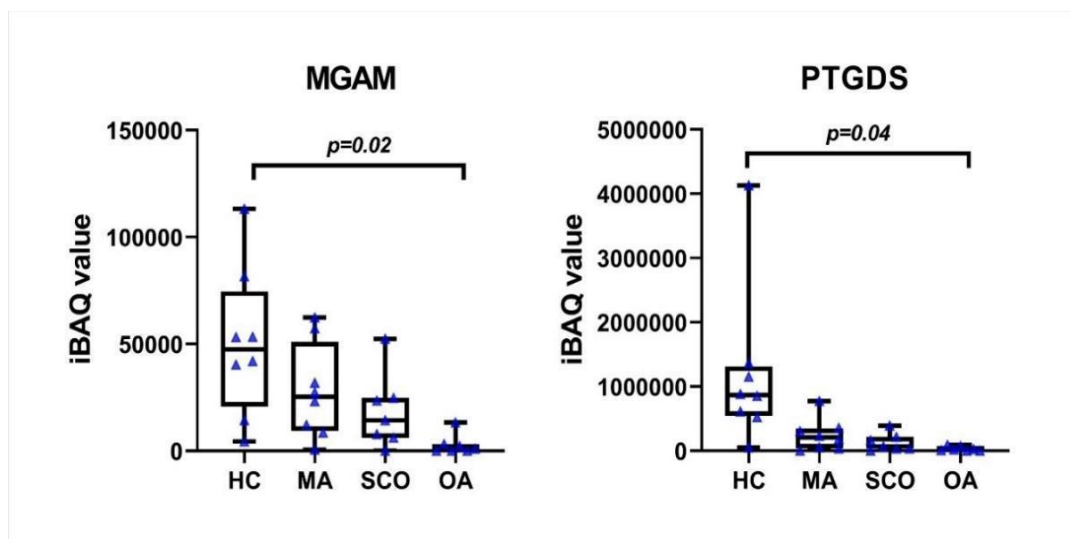 MGAM
p=0.02
iBAQ value
150000
100000
50000
0
HC MA SCO OA
PTGDS
p=0.04
iBAQ value
5000000
4000000
3000000
2000000
1000000
0
HC MA SCO OA